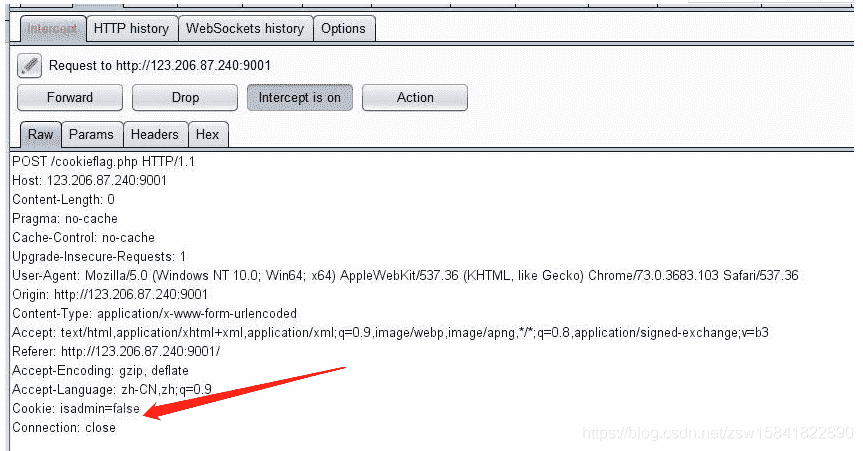 Intercept HTTP history WebSockets history Options
Request to http://123.206.87.240:9001
Forward Drop Intercept is on Action
Raw Params Headers Hex
POST /cookieflag.php HTTP/1.1
Host: 123.206.87.240:9001
Content-Length: 0
Pragma: no-cache
Cache-Control: no-cache
Upgrade-Insecure-Requests: 1
User-Agent: Mozilla/5.0 (Windows NT 10.0; Win64; x64) AppleWebKit/537.36 (KHTML, like Gecko) Chrome/73.0.3683.103 Safari/537.36
Origin: http://123.206.87.240:9001
Content-Type: application/x-www-form-urlencoded
Accept: text/html,application/xhtml+xml,application/xml;q=0.9,image/webp,image/apng,*/*;q=0.8,application/signed-exchange;v=b3
Referer: http://123.206.87.240:9001/
Accept-Encoding: gzip, deflate
Accept-Language: zh-CN,zh;q=0.9
Cookie: isadmin=false
Connection: close
https://blog.csdn.net/zsw15841822890